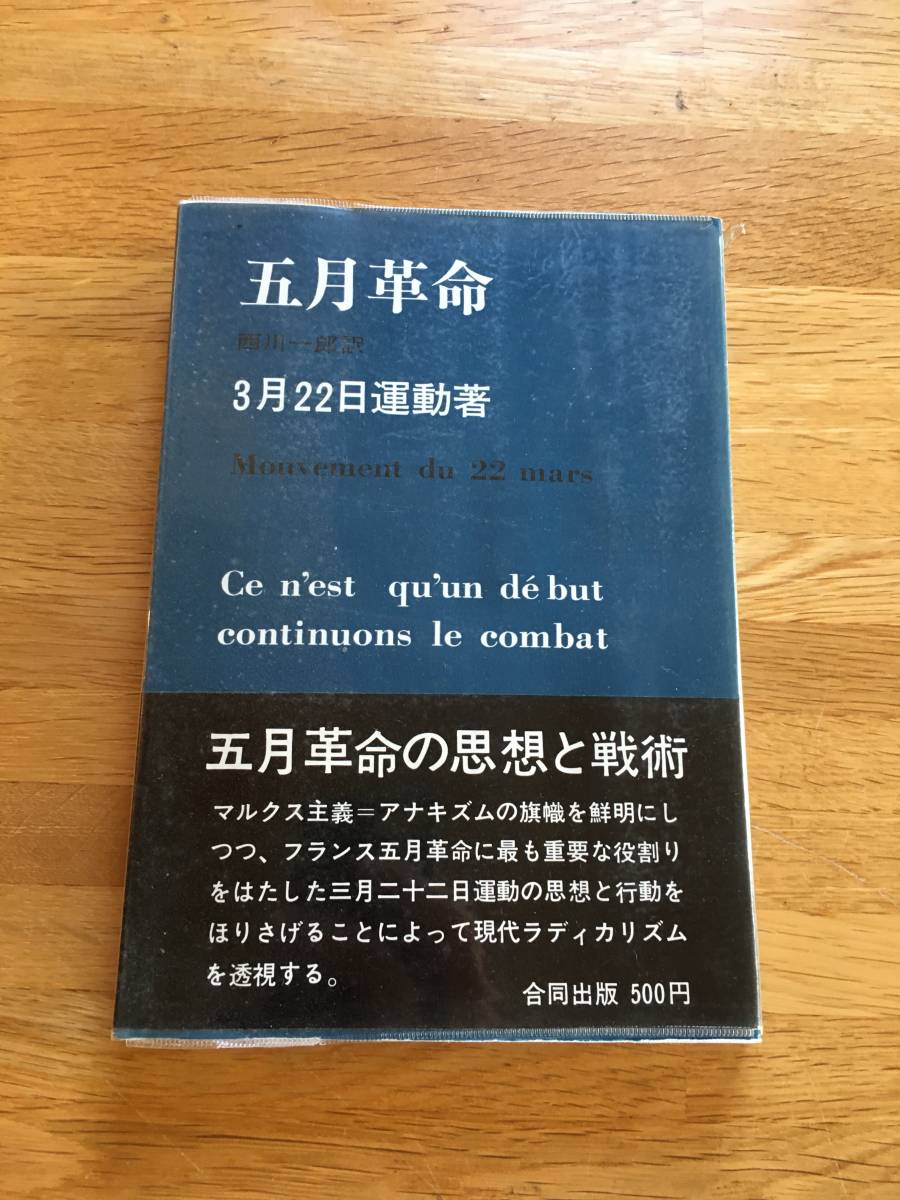 五月革命
西川一郎訳
3月22日運動著
Mouvement du 22 mars
Ce n'est qu'un début
continuons le combat
五月革命の思想と戦術
マルクス主義=アナキズムの旗幟を鮮明にし
つつ、フランス五月革命に最も重要な役割り
をはたした三月二十二日運動の思想と行動を
ほりさげることによって現代ラディカリズム
を透視する。
合同出版 500円